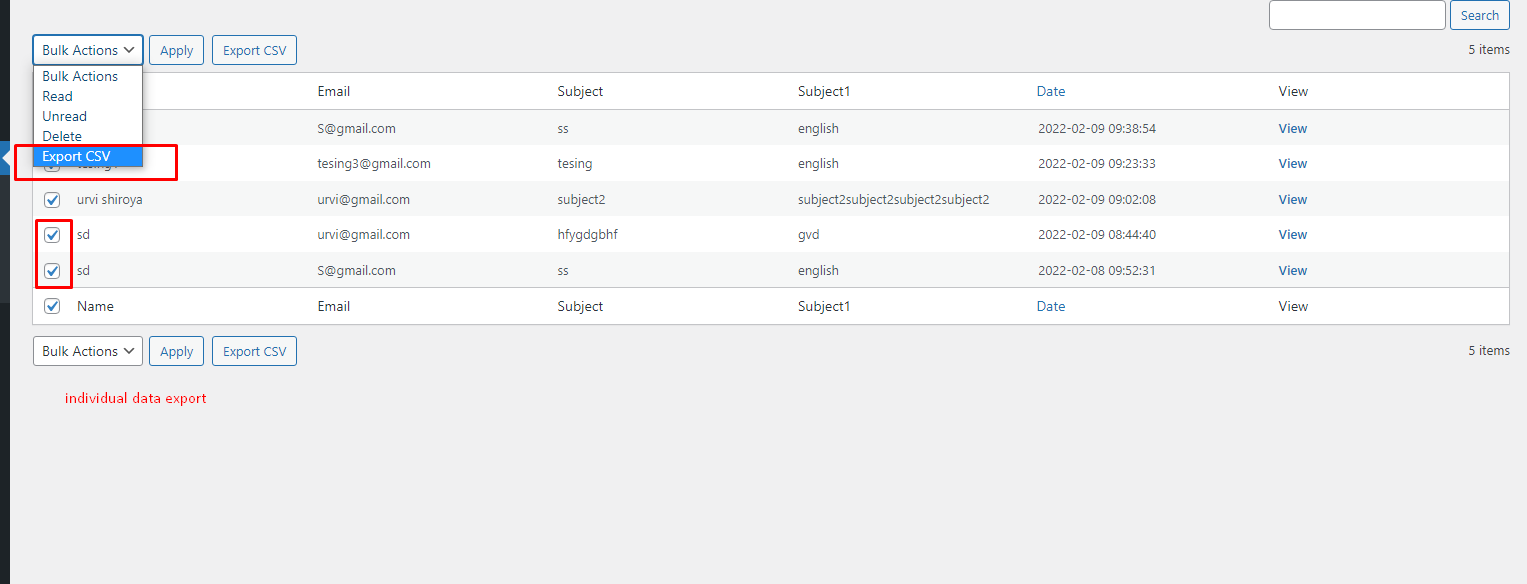 Search
Bulk Actions Apply Export CSV 5 items
Bulk Actions
Read
Unread
Delete
Export CSV
Email Subject Subject1 Date View
S@gmail.com ss english 2022-02-09 09:38:54 View
tesing3@gmail.com tesing english 2022-02-09 09:23:33 View
urvi shiroya urvi@gmail.com subject2 subject2subject2subject2subject2 2022-02-09 09:02:08 View
sd urvi@gmail.com hfygdgbhf gvd 2022-02-09 08:44:40 View
sd S@gmail.com ss english 2022-02-08 09:52:31 View
Name Email Subject Subject1 Date View
Bulk Actions Apply Export CSV 5 items
individual data export